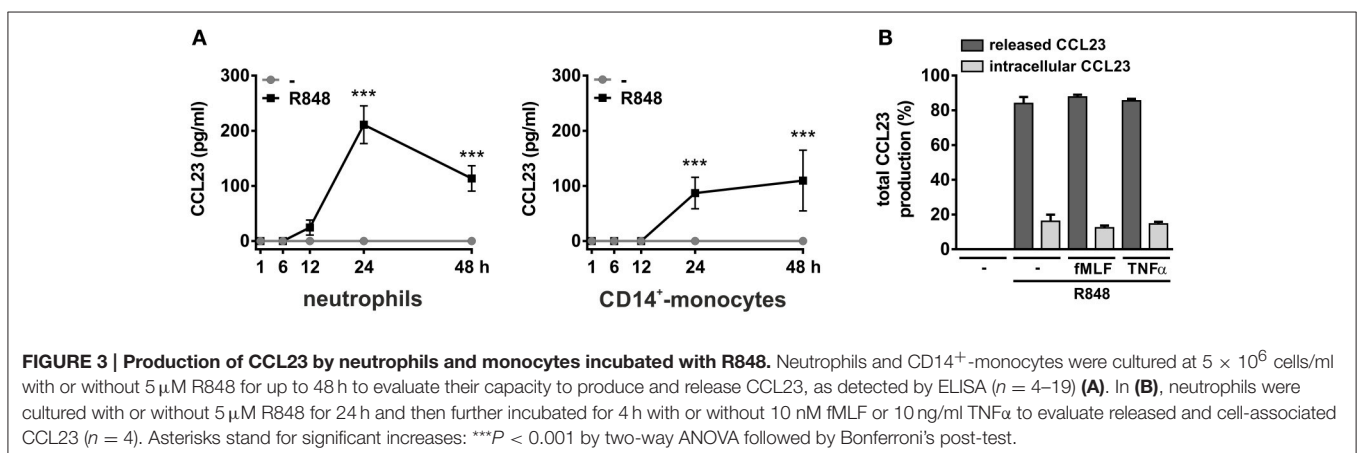 A
300
200
100
0
CCL23 (pg/ml)
-
R848
***
***
1 6 12 24 48 h
neutrophils
300
200
100
0
CCL23 (pg/ml)
-
R848
***
***
1 6 12 24 48 h
CD14⁺-monocytes
B
released CCL23
intracellular CCL23
100
80
60
40
20
0
total CCL23
production (%)
- - fMLF TNFα
R848
FIGURE 3 | Production of CCL23 by neutrophils and monocytes incubated with R848. Neutrophils and CD14⁺-monocytes were cultured at 5 × 10⁶ cells/ml
with or without 5 μM R848 for up to 48 h to evaluate their capacity to produce and release CCL23, as detected by ELISA (n = 4–19) (A). In (B), neutrophils were
cultured with or without 5 μM R848 for 24 h and then further incubated for 4 h with or without 10 nM fMLF or 10 ng/ml TNFα to evaluate released and cell-associated
CCL23 (n = 4). Asterisks stand for significant increases: ***P < 0.001 by two-way ANOVA followed by Bonferroni's post-test.